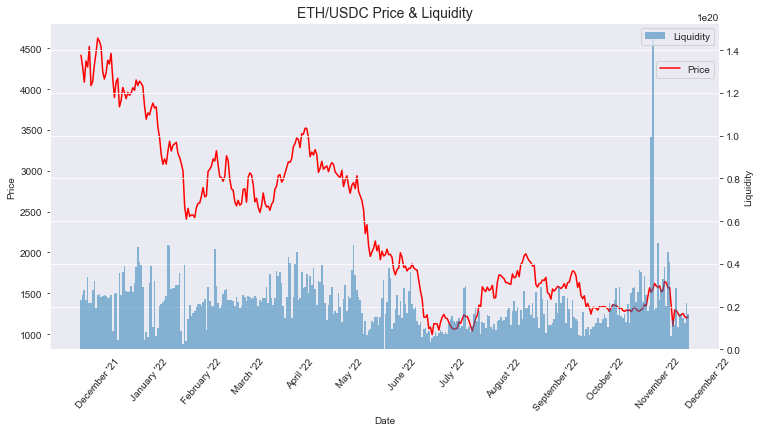 ETH/USDC Price & Liquidity
1e20
Liquidity
Price
4500
4000
3500
3000
2500
2000
1500
1000
Price
1.4
1.2
1.0
0.8
0.6
0.4
0.2
0.0
Liquidity
December '21
January '22
February '22
March '22
April '22
May '22
June '22
July '22
August '22
September '22
October '22
November '22
December '22
Date